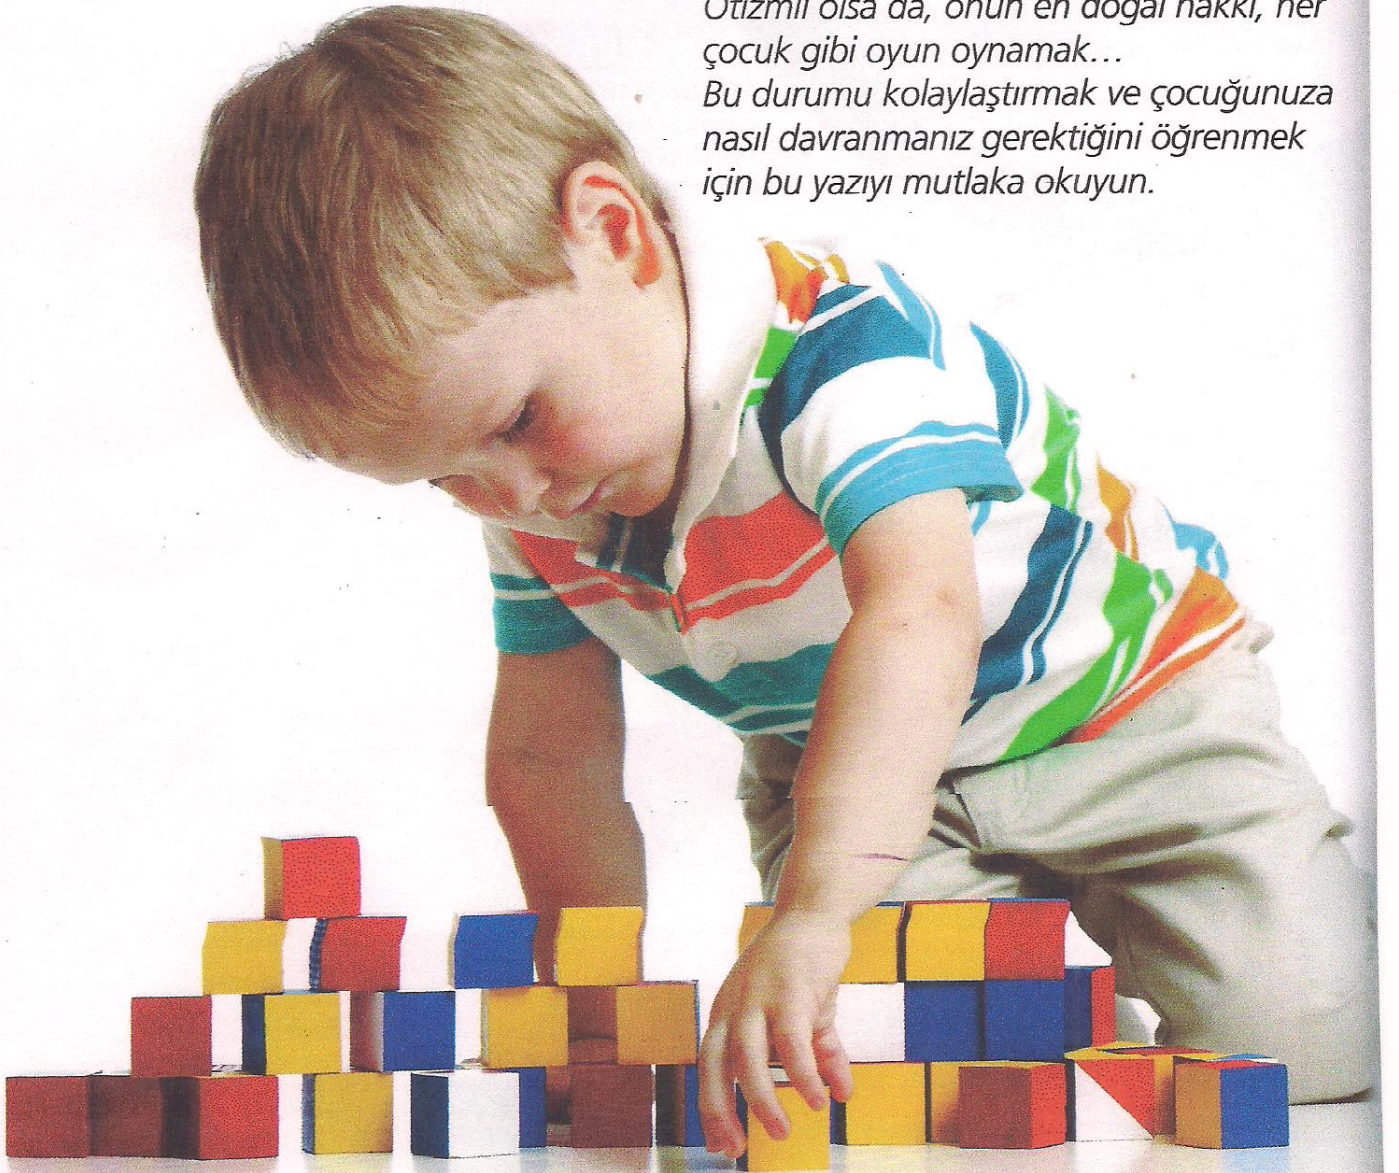 Otizmli olsa da, onun en doğal hakkı, her
çocuk gibi oyun oynamak...
Bu durumu kolaylaştırmak ve çocuğunuza
nasıl davranmanız gerektiğini öğrenmek
için bu yazıyı mutlaka okuyun.